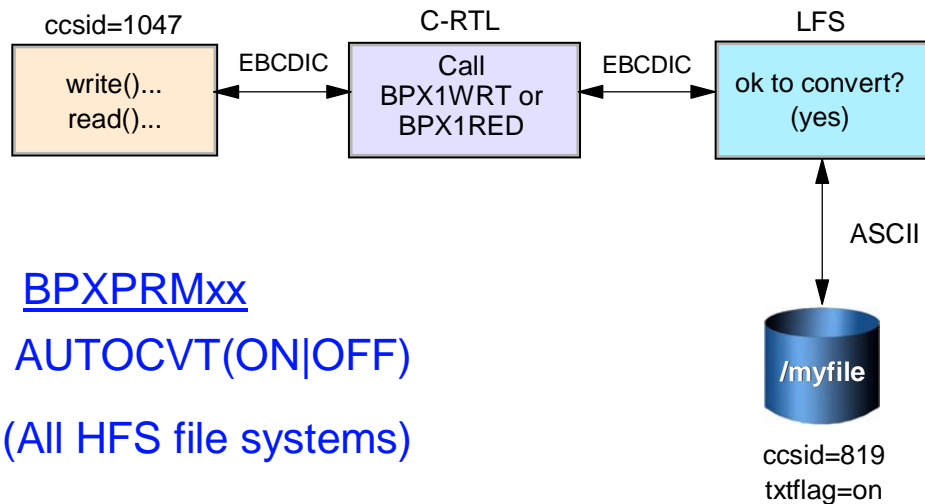 ccsid=1047
C-RTL
LFS
write()...
read()...
EBCDIC
Call
BPX1WRT or
BPX1RED
EBCDIC
ok to convert?
(yes)
ASCII
BPXPRMxx
AUTOCVT(ON|OFF)
(All HFS file systems)
/myfile
ccsid=819
txtflag=on